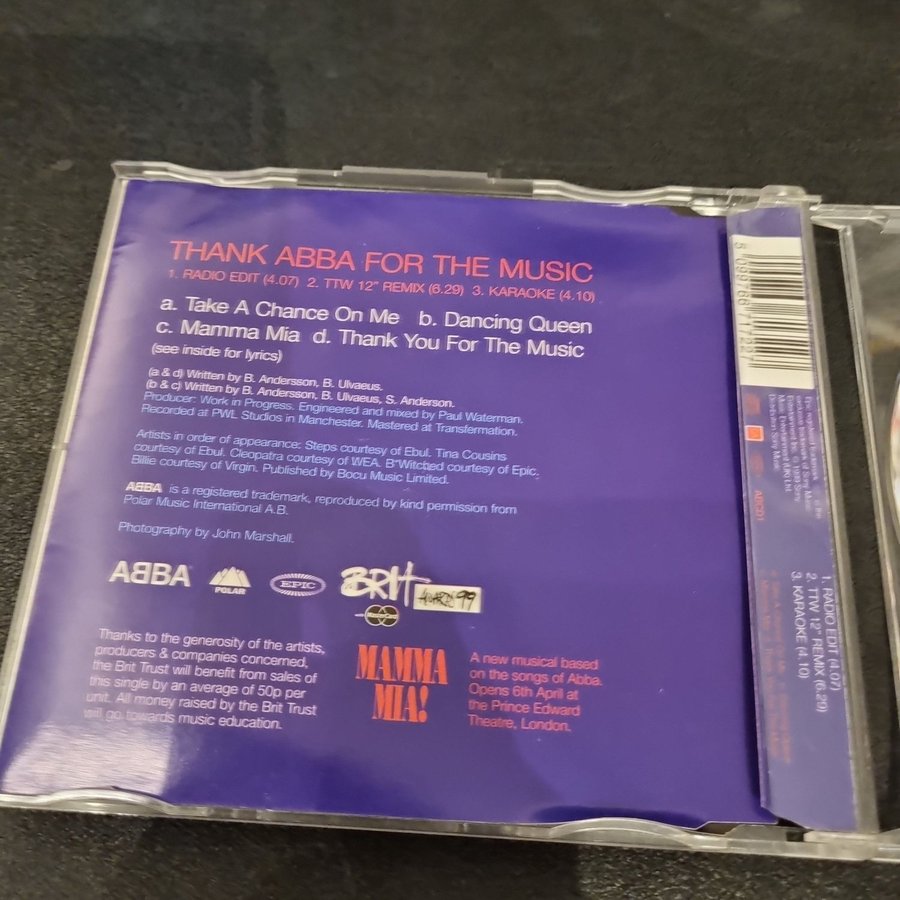 THANK ABBA FOR THE MUSIC
1. RADIO EDIT (4.07) 2. TTW 12" REMIX (6.29) 3. KARAOKE (4.10)
a. Take A Chance On Me b. Dancing Queen
c. Mamma Mia d. Thank You For The Music
(see inside for lyrics)
(a & d) Written by B. Andersson, B. Ulvaeus.
(b & c) Written by B. Andersson, B. Ulvaeus, S. Anderson.
Producer: Work in Progress. Engineered and mixed by Paul Waterman.
Recorded at PWL Studios in Manchester. Mastered at Transfermation.
Artists in order of appearance: Steps courtesy of Ebul. Tina Cousins
courtesy of Ebul. Cleopatra courtesy of WEA. B*Witched courtesy of Epic.
Billie courtesy of Virgin. Published by Bocu Music Limited.
ABBA is a registered trademark, reproduced by kind permission from
Polar Music International A.B.
Photography by John Marshall.
ABBA POLAR EPIC BRIT AWARDS 99
Thanks to the generosity of the artists,
producers & companies concerned,
the Brit Trust will benefit from sales of
this single by an average of 50p per
unit. All money raised by the Brit Trust
will go towards music education.
MAMMA
MIA!
A new musical based
on the songs of Abba.
Opens 6th April at
the Prince Edward
Theatre, London.
Distribution: Sony Music
ABCD1
1. RADIO EDIT (4.07)
2. TTW 12" REMIX (6.29)
3. KARAOKE (4.10)